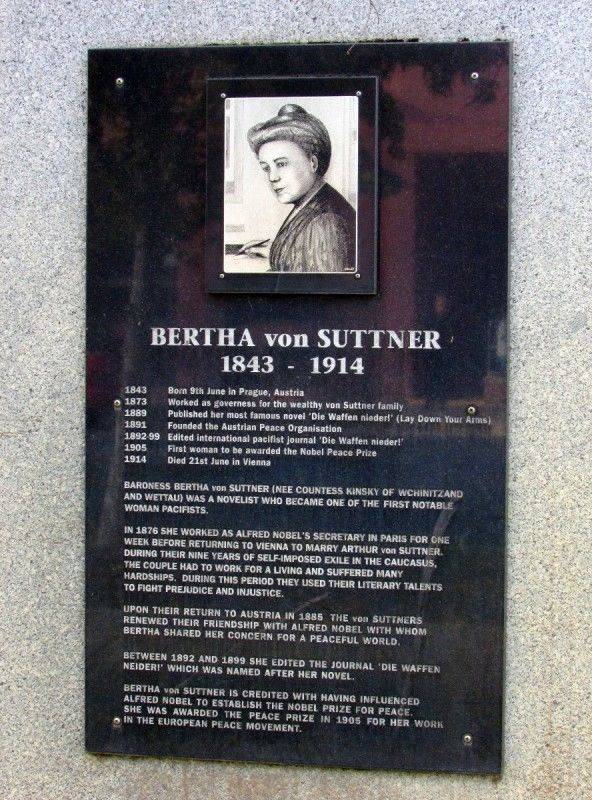 BERTHA von SUTTNER
1843 - 1914
1843 Born 9th June in Prague, Austria
1873 Worked as governess for the wealthy von Suttner family
1889 Published her most famous novel 'Die Waffen nieder!' (Lay Down Your Arms)
1891 Founded the Austrian Peace Organisation
1892-99 Edited international pacifist journal 'Die Waffen nieder!'
1905 First woman to be awarded the Nobel Peace Prize
1914 Died 21st June in Vienna
BARONESS BERTHA von SUTTNER (NEE COUNTESS KINSKY OF WCHINITZAND
AND WETTAU) WAS A NOVELIST WHO BECAME ONE OF THE FIRST NOTABLE
WOMAN PACIFISTS.
IN 1876 SHE WORKED AS ALFRED NOBEL'S SECRETARY IN PARIS FOR ONE
WEEK BEFORE RETURNING TO VIENNA TO MARRY ARTHUR von SUTTNER.
DURING THEIR NINE YEARS OF SELF-IMPOSED EXILE IN THE CAUCASUS,
THE COUPLE HAD TO WORK FOR A LIVING AND SUFFERED MANY
HARDSHIPS. DURING THIS PERIOD THEY USED THEIR LITERARY TALENTS
TO FIGHT PREJUDICE AND INJUSTICE.
UPON THEIR RETURN TO AUSTRIA IN 1885 THE von SUTTNERS
RENEWED THEIR FRIENDSHIP WITH ALFRED NOBEL WITH WHOM
BERTHA SHARED HER CONCERN FOR A PEACEFUL WORLD.
BETWEEN 1892 AND 1899 SHE EDITED THE JOURNAL 'DIE WAFFEN
NEIDER!' WHICH WAS NAMED AFTER HER NOVEL.
BERTHA von SUTTNER IS CREDITED WITH HAVING INFLUENCED
ALFRED NOBEL TO ESTABLISH THE NOBEL PRIZE FOR PEACE.
SHE WAS AWARDED THE PEACE PRIZE IN 1905 FOR HER WORK
IN THE EUROPEAN PEACE MOVEMENT.